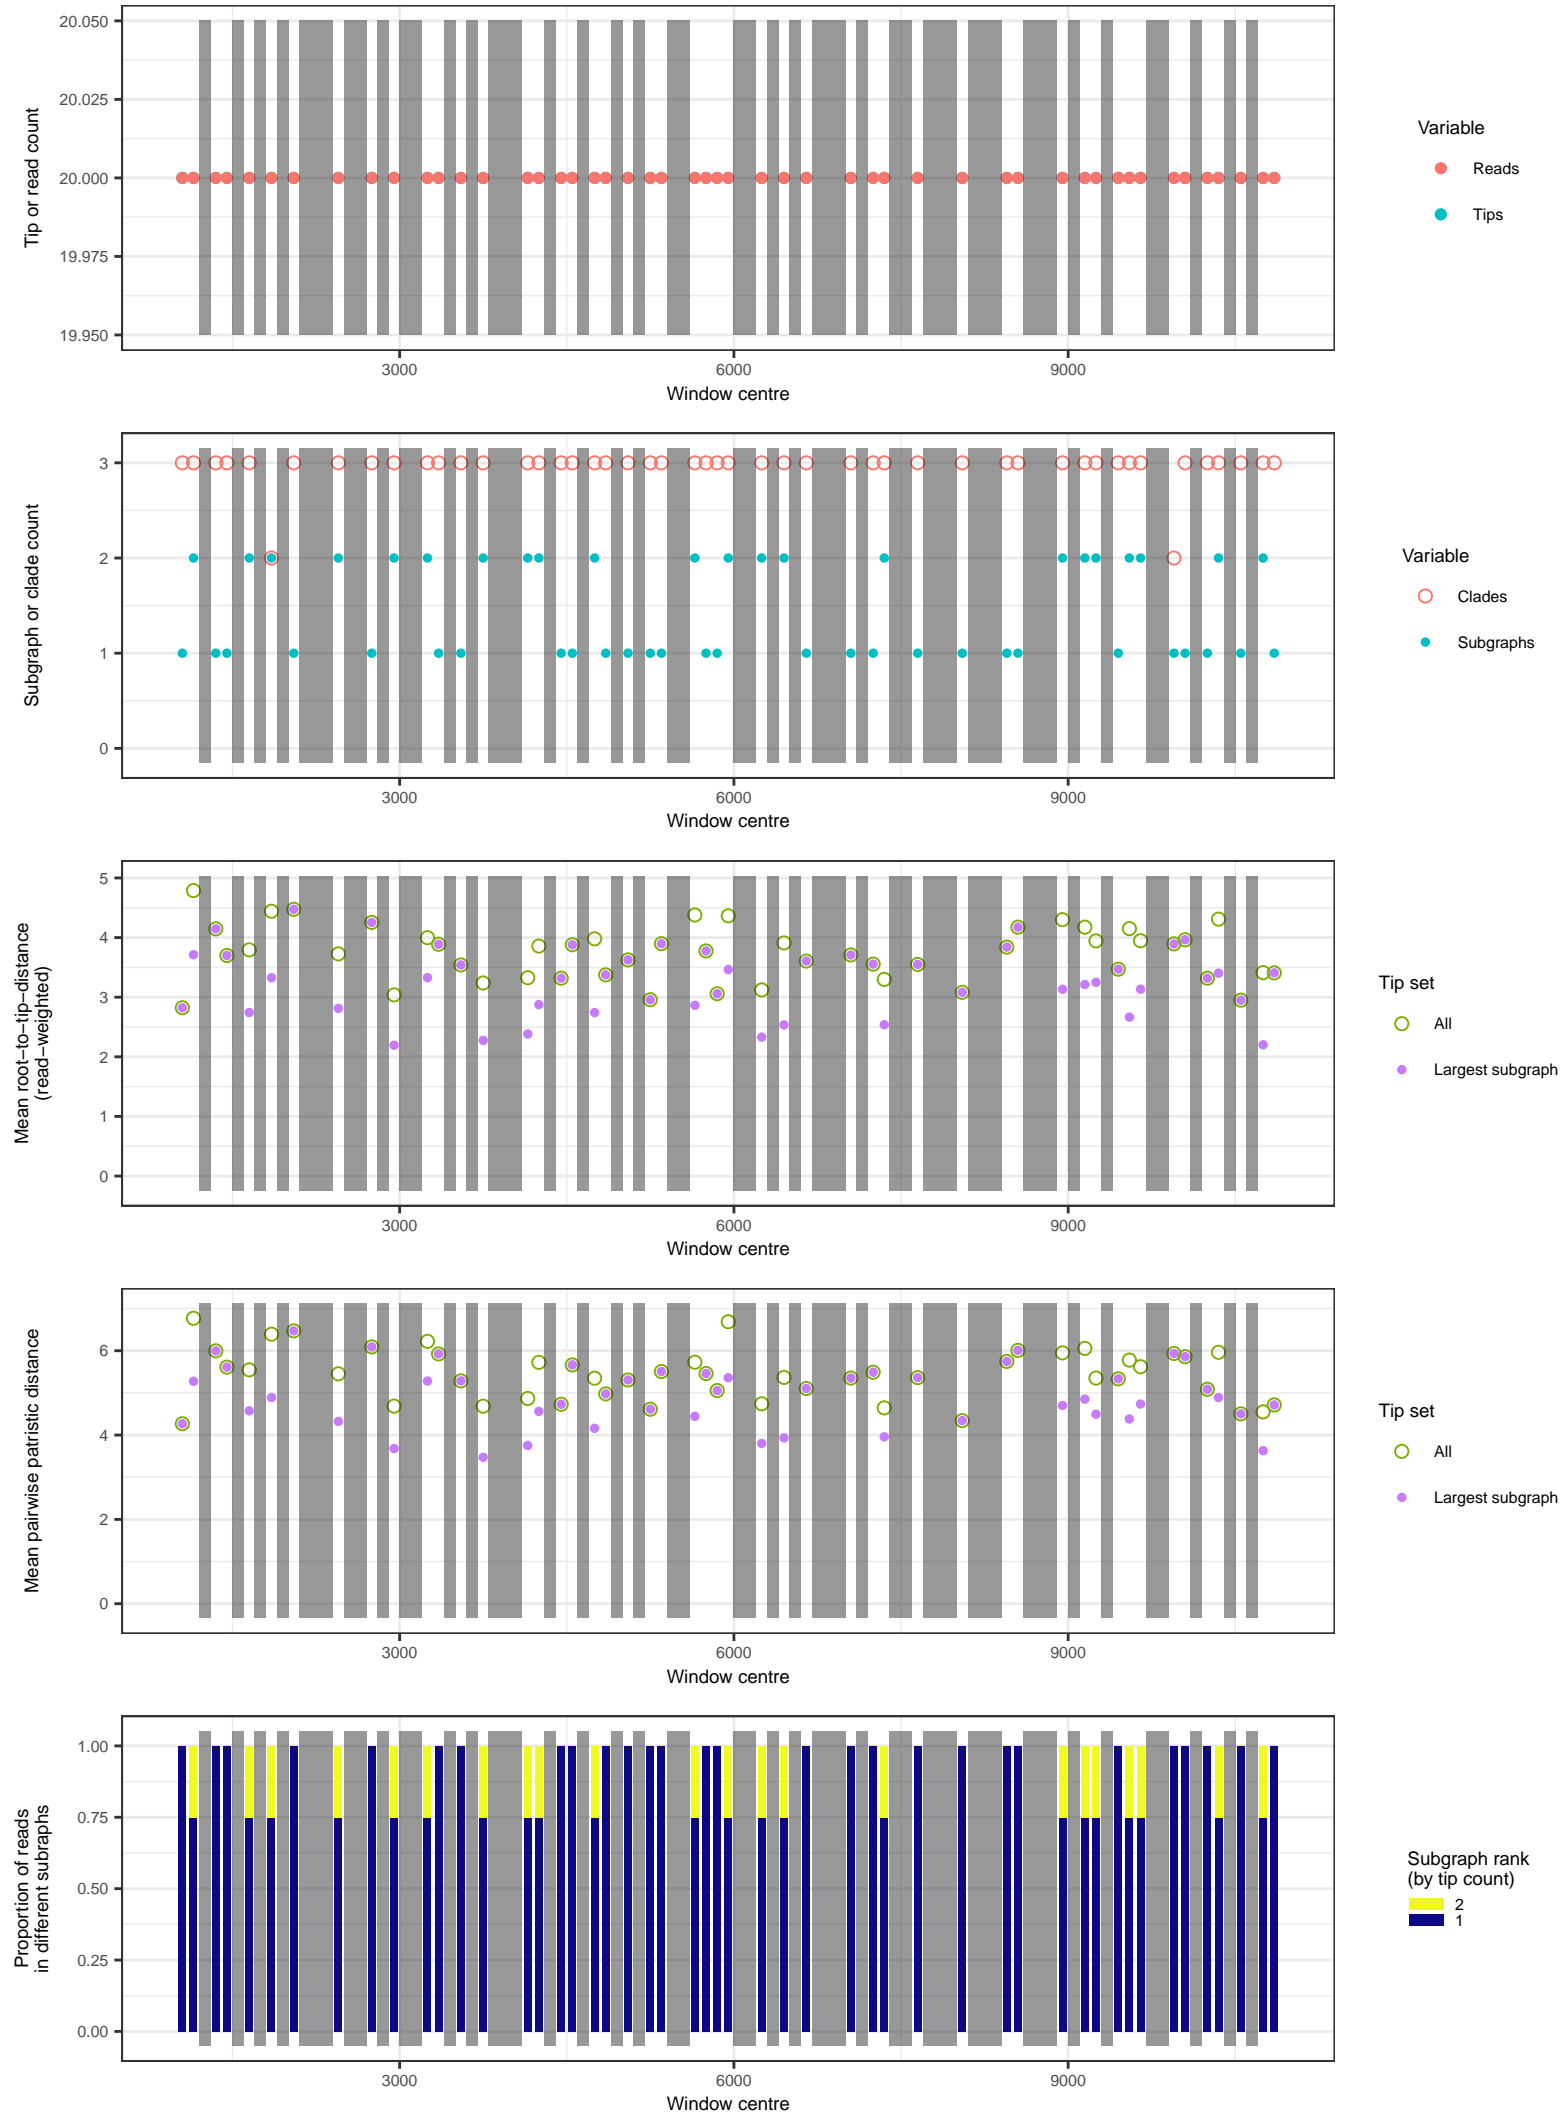 20.050
20.025
20.000
19.975
19.950
Tip or read count
3000
6000
9000
Window centre
Variable
Reads
Tips
3
2
1
0
Subgraph or clade count
3000
6000
9000
Window centre
Variable
Clades
Subgraphs
5
4
3
2
1
0
Mean root−to−tip−distance
(read−weighted)
3000
6000
9000
Window centre
Tip set
All
Largest subgraph
6
4
2
0
Mean pairwise patristic distance
3000
6000
9000
Window centre
Tip set
All
Largest subgraph
1.00
0.75
0.50
0.25
0.00
Proportion of reads
in different subraphs
3000
6000
9000
Window centre
Subgraph rank
(by tip count)
2
1